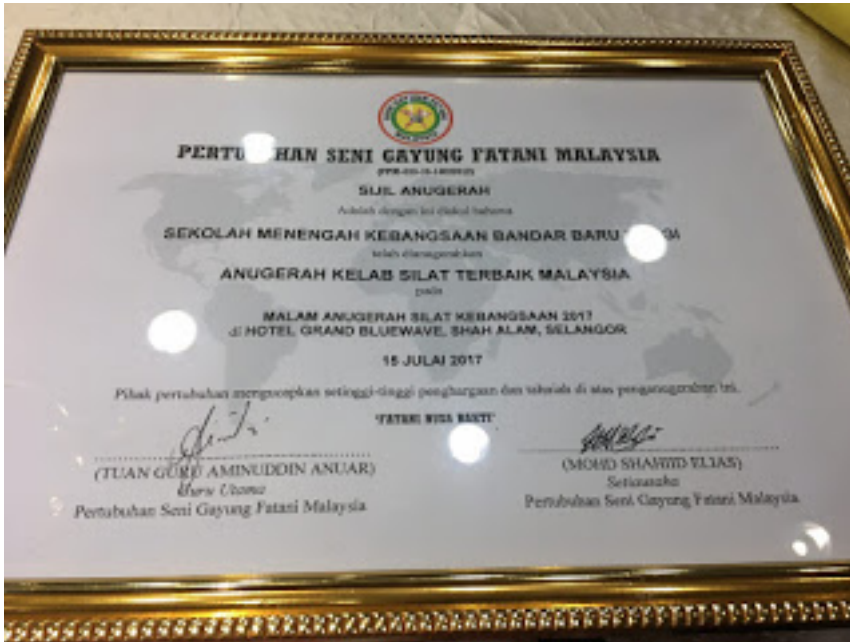 PERTUBUHAN SENI GAYUNG FATANI MALAYSIA
SIJIL ANUGERAH
Adalah dengan ini diakui bahawa
SEKOLAH MENENGAH KEBANGSAAN BANDAR BARU
telah dianugerahkan
ANUGERAH KELAB SILAT TERBAIK MALAYSIA
pada
MALAM ANUGERAH SILAT KEBANGSAAN 2017
di HOTEL GRAND BLUEWAVE, SHAH ALAM, SELANGOR
15 JULAI 2017
Pihak pertubuhan mengucapkan setinggi-tinggi penghargaan dan tahniah di atas penganugerahan ini.
"FATANI NUSA BAKTI"
(TUAN GURU AMINUDDIN ANUAR)
Guru Utama
Pertubuhan Seni Gayung Fatani Malaysia
(MOHD SHAHIID ELIAS)
Setiausaha
Pertubuhan Seni Gayung Fatani Malaysia